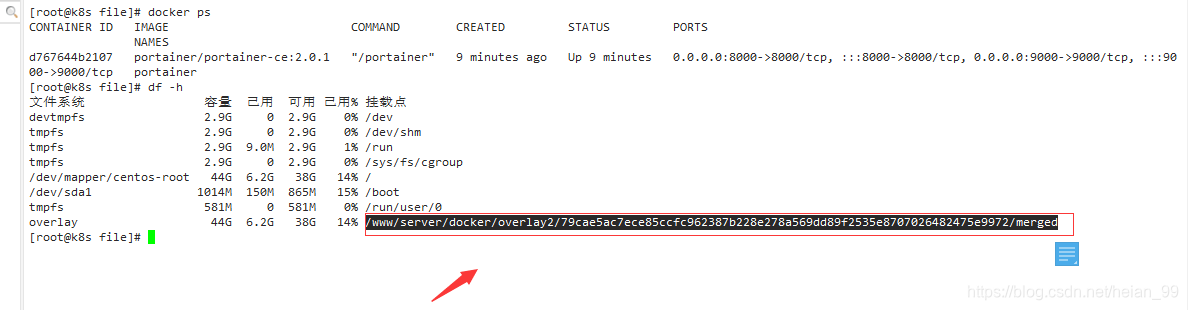 [root@k8s file]# docker ps
CONTAINER ID   IMAGE                          COMMAND        CREATED         STATUS         PORTS
               NAMES
d767644b2107   portainer/portainer-ce:2.0.1   "/portainer"   9 minutes ago   Up 9 minutes   0.0.0.0:8000->8000/tcp, :::8000->8000/tcp, 0.0.0.0:9000->9000/tcp, :::90
00->9000/tcp   portainer
[root@k8s file]# df -h
文件系统                 容量  已用  可用 已用% 挂载点
devtmpfs                 2.9G     0  2.9G    0% /dev
tmpfs                    2.9G     0  2.9G    0% /dev/shm
tmpfs                    2.9G  9.0M  2.9G    1% /run
tmpfs                    2.9G     0  2.9G    0% /sys/fs/cgroup
/dev/mapper/centos-root   44G  6.2G   38G   14% /
/dev/sda1               1014M  150M  865M   15% /boot
tmpfs                    581M     0  581M    0% /run/user/0
overlay                   44G  6.2G   38G   14% /www/server/docker/overlay2/79cae5ac7ece85ccfc962387b228e278a569dd89f2535e8707026482475e9972/merged
[root@k8s file]#
https://blog.csdn.net/heian_99